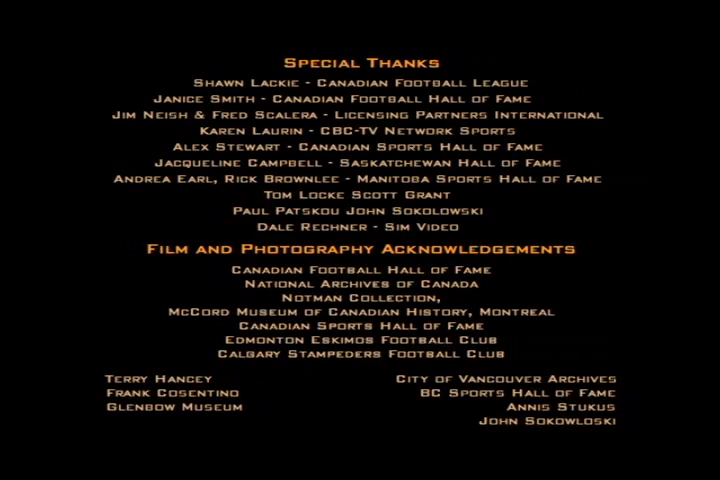 Special Thanks
Shawn Lackie - Canadian Football League
Janice Smith - Canadian Football Hall of Fame
Jim Neish & Fred Scalera - Licensing Partners International
Karen Laurin - CBC-TV Network Sports
Alex Stewart - Canadian Sports Hall of Fame
Jacqueline Campbell - Saskatchewan Hall of Fame
Andrea Earl, Rick Brownlee - Manitoba Sports Hall of Fame
Tom Locke Scott Grant
Paul Patskou John Sokolowski
Dale Rechner - Sim Video
Film and Photography Acknowledgements
Canadian Football Hall of Fame
National Archives of Canada
Notman Collection,
McCord Museum of Canadian History, Montreal
Canadian Sports Hall of Fame
Edmonton Eskimos Football Club
Calgary Stampeders Football Club
Terry Hancey
Frank Cosentino
Glenbow Museum
City of Vancouver Archives
BC Sports Hall of Fame
Annis Stukus
John Sokowloski